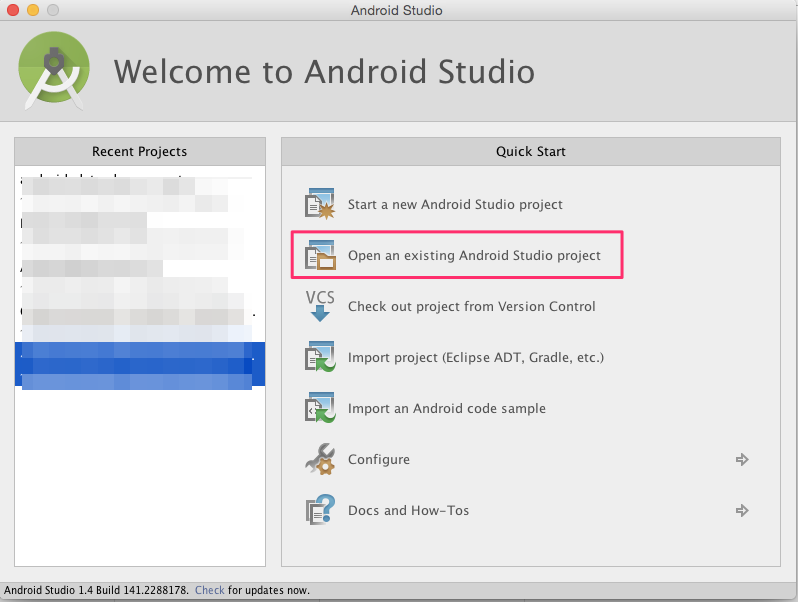 Android Studio
Welcome to Android Studio
Recent Projects
Quick Start
Start a new Android Studio project
Open an existing Android Studio project
VCS
Check out project from Version Control
Import project (Eclipse ADT, Gradle, etc.)
Import an Android code sample
Configure
Docs and How-Tos
Android Studio 1.4 Build 141.2288178. Check for updates now.